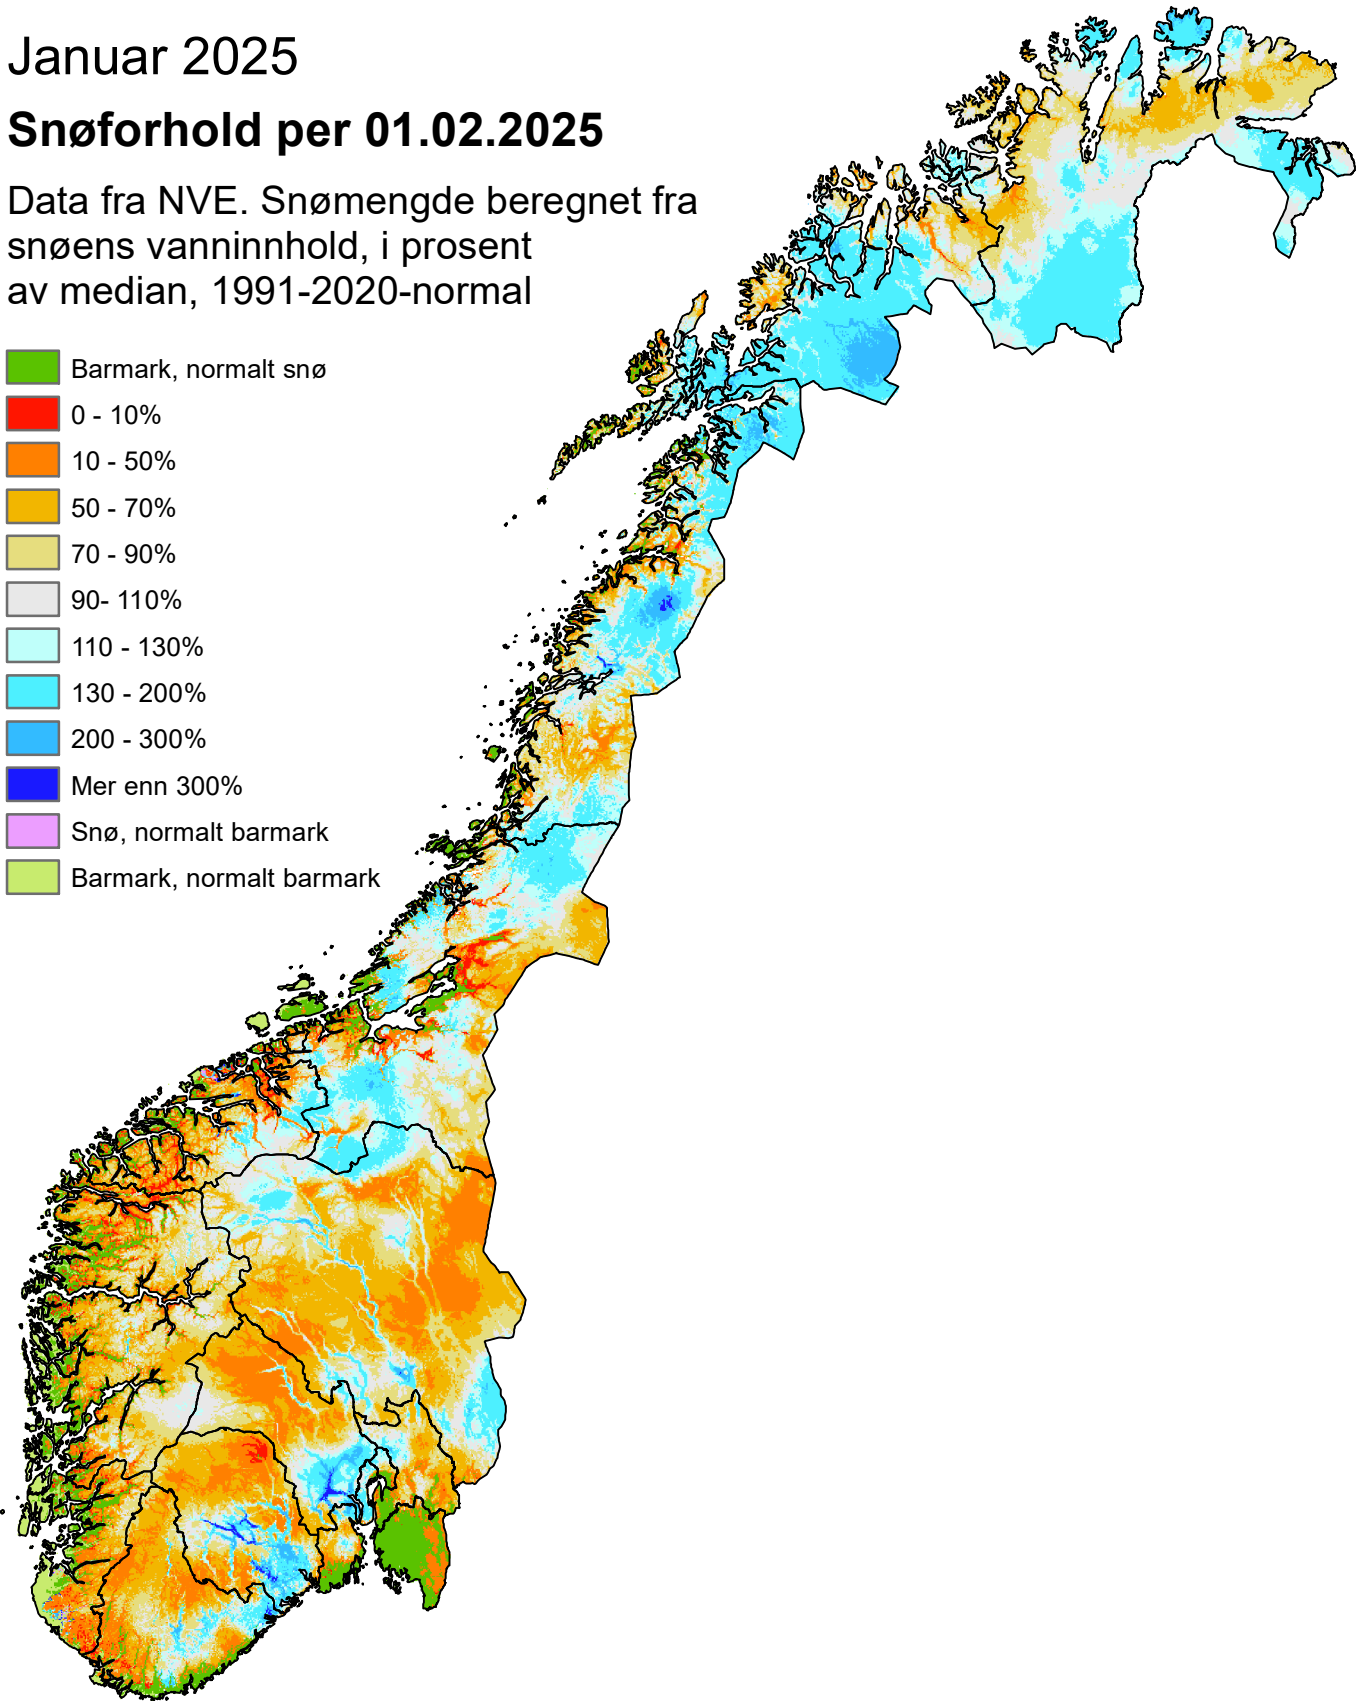 Januar 2025
Snøforhold per 01.02.2025
Data fra NVE. Snømengde beregnet fra
snøens vanninnhold, i prosent
av median, 1991-2020-normal
Barmark, normalt snø
0 - 10%
10 - 50%
50 - 70%
70 - 90%
90- 110%
110 - 130%
130 - 200%
200 - 300%
Mer enn 300%
Snø, normalt barmark
Barmark, normalt barmark